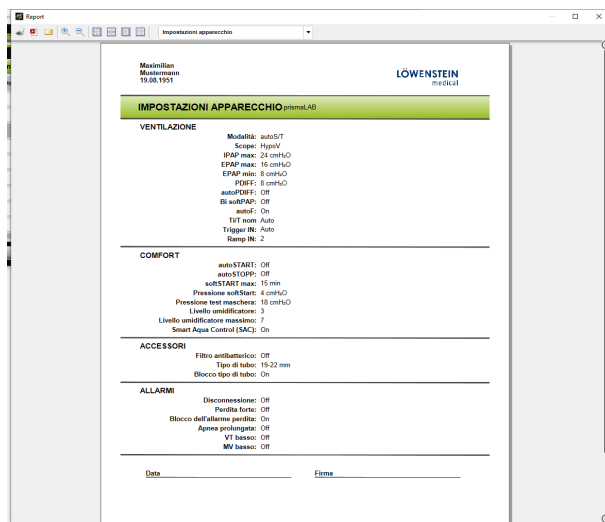 Report
Impostazioni apparecchio
Maximilian
Mustermann
19.08.1951
LÖWENSTEIN
medical
IMPOSTAZIONI APPARECCHIO prismaLAB
VENTILAZIONE
Modalità: autoS/T
Scope: HypoV
IPAP max: 24 cmH₂O
EPAP max: 16 cmH₂O
EPAP min: 8 cmH₂O
PDIFF: 8 cmH₂O
autoPDIFF: Off
Bi softPAP: Off
autoF: On
Ti/T nom Auto
Trigger IN: Auto
Ramp IN: 2
COMFORT
autoSTART: Off
autoSTOPP: Off
softSTART max: 15 min
Pressione softStart: 4 cmH₂O
Pressione test maschera: 18 cmH₂O
Livello umidificatore: 3
Livello umidificatore massimo: 7
Smart Aqua Control (SAC): On
ACCESSORI
Filtro antibatterico: Off
Tipo di tubo: 19-22 mm
Blocco tipo di tubo: On
ALLARMI
Disconnessione: Off
Perdita forte: Off
Blocco dell'allarme perdita: On
Apnea prolungata: Off
VT basso: Off
MV basso: Off
Data Firma